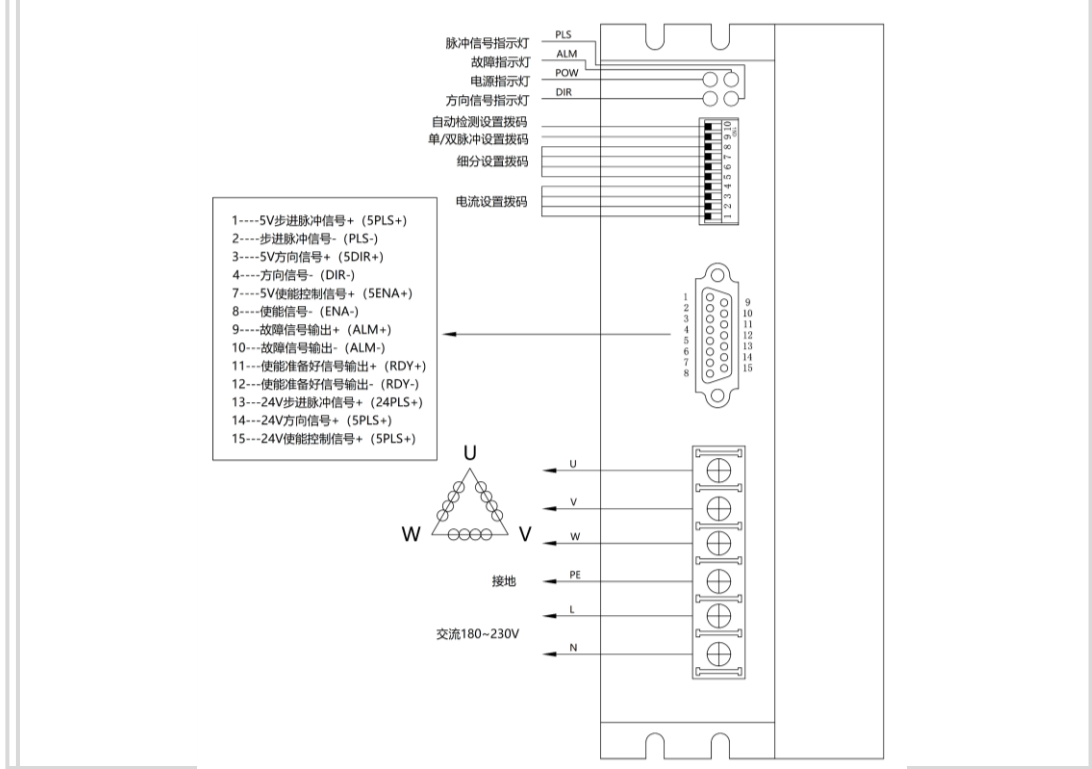 脉冲信号指示灯 PLS
故障指示灯 ALM
电源指示灯 POW
方向信号指示灯 DIR
自动检测设置拨码
单/双脉冲设置拨码
细分设置拨码
电流设置拨码
10
9
8
7
6
5
4
3
2
1
1----5V步进脉冲信号+（5PLS+）
2----步进脉冲信号-（PLS-）
3----5V方向信号+（5DIR+）
4----方向信号-（DIR-）
7----5V使能控制信号+（5ENA+）
8----使能信号-（ENA-）
9----故障信号输出+（ALM+）
10---故障信号输出-（ALM-）
11---使能准备好信号输出+（RDY+）
12---使能准备好信号输出-（RDY-）
13---24V步进脉冲信号+（24PLS+）
14---24V方向信号+（5PLS+）
15---24V使能控制信号+（5PLS+）
1
2
3
4
5
6
7
8
9
10
11
12
13
14
15
U
W V
U
V
W
接地 PE
L
交流180~230V
N